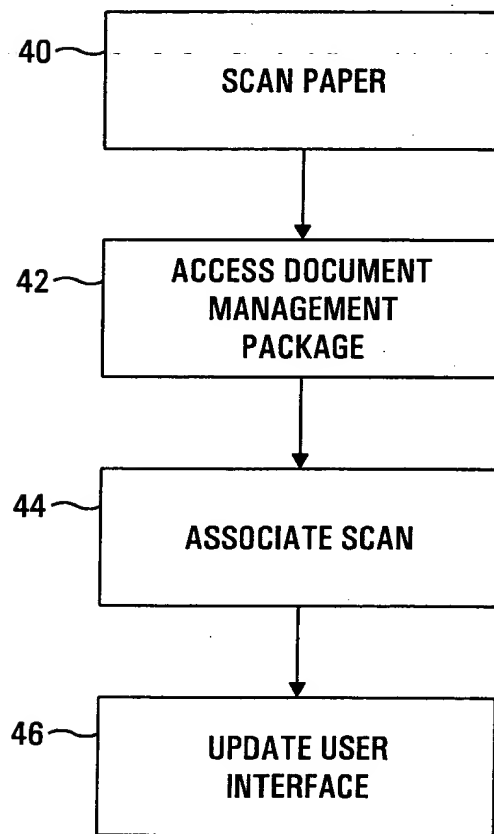 40
SCAN PAPER
42
ACCESS DOCUMENT
MANAGEMENT
PACKAGE
44
ASSOCIATE SCAN
46
UPDATE USER
INTERFACE